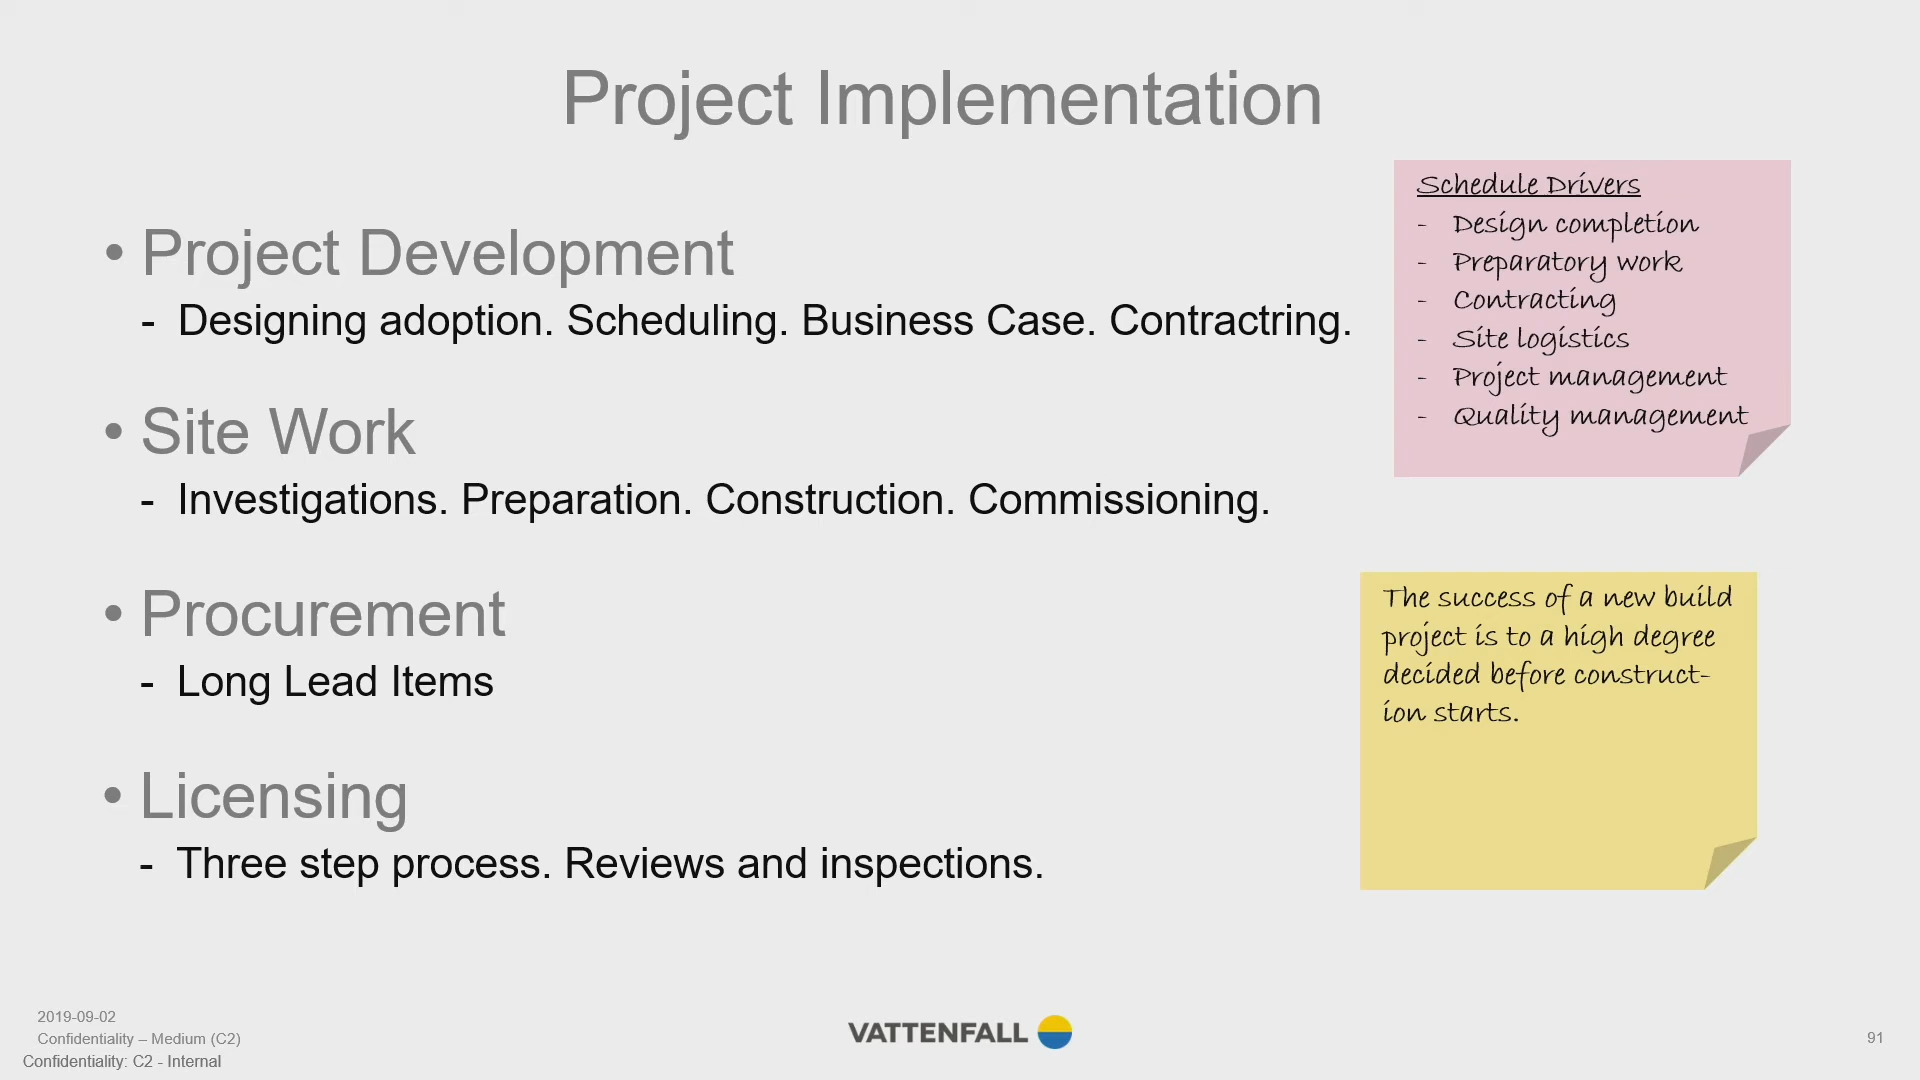 Project Implementation
• Project Development
- Designing adoption. Scheduling. Business Case. Contractring.
• Site Work
- Investigations. Preparation. Construction. Commissioning.
• Procurement
- Long Lead Items
• Licensing
- Three step process. Reviews and inspections.
Schedule Drivers
- Design completion
- Preparatory work
- Contracting
- Site logistics
- Project management
- Quality management
The success of a new build
project is to a high degree
decided before construct-
ion starts.
2019-09-02
Confidentiality – Medium (C2)
Confidentiality: C2 - Internal
VATTENFALL
91